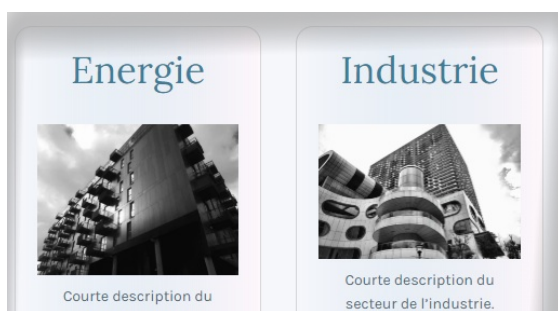 Energie
Courte description du
Industrie
Courte description du
secteur de l'industrie.